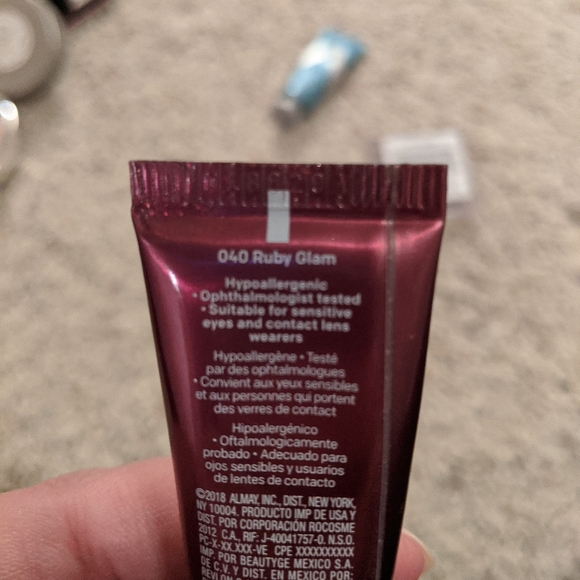 040 Ruby Glam
Hypoallergenic
• Ophthalmologist tested
• Suitable for sensitive
eyes and contact lens
wearers
Hypoallergène • Testé
par des ophtalmologues
• Convient aux yeux sensibles
et aux personnes qui portent
des verres de contact
Hipoalergénico
• Oftalmologicamente
probado • Adecuado para
ojos sensibles y usuarios
de lentes de contacto
©2018 ALMAY, INC., DIST., NEW YORK,
NY 10004. PRODUCTO IMP DE USA Y
DIST. POR CORPORACIÓN ROCOSME
2012 C.A., RIF: J-40041757-0. N.S.O.
PC-X-XX.XXX-VE CPE XXXXXXXXXX
IMP. POR BEAUTYGE MEXICO S.A.
DE C.V. Y DIST. EN MEXICO POR:
REVLON